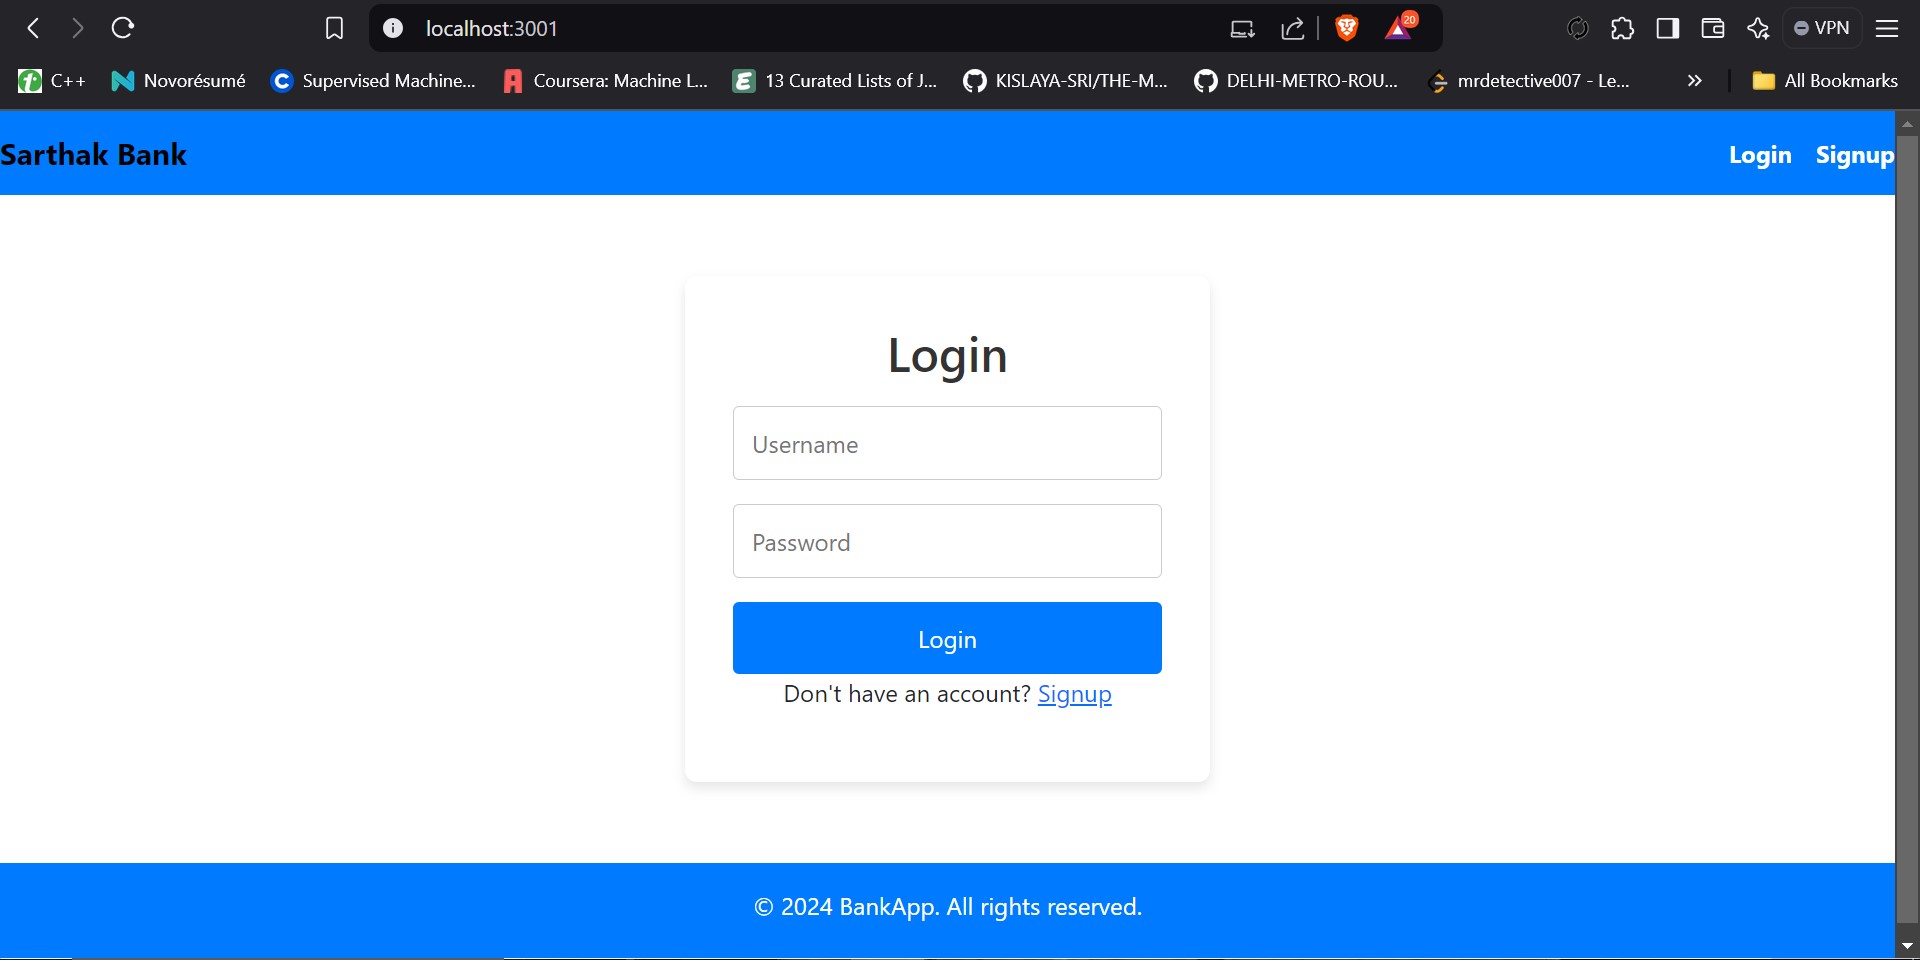 localhost:3001
20
VPN
C++
Novorésumé
Supervised Machine...
Coursera: Machine L...
13 Curated Lists of J...
KISLAYA-SRI/THE-M...
DELHI-METRO-ROU...
mrdetective007 - Le...
All Bookmarks
Sarthak Bank
Login
Signup
Login
Username
Password
Login
Don't have an account? Signup
© 2024 BankApp. All rights reserved.